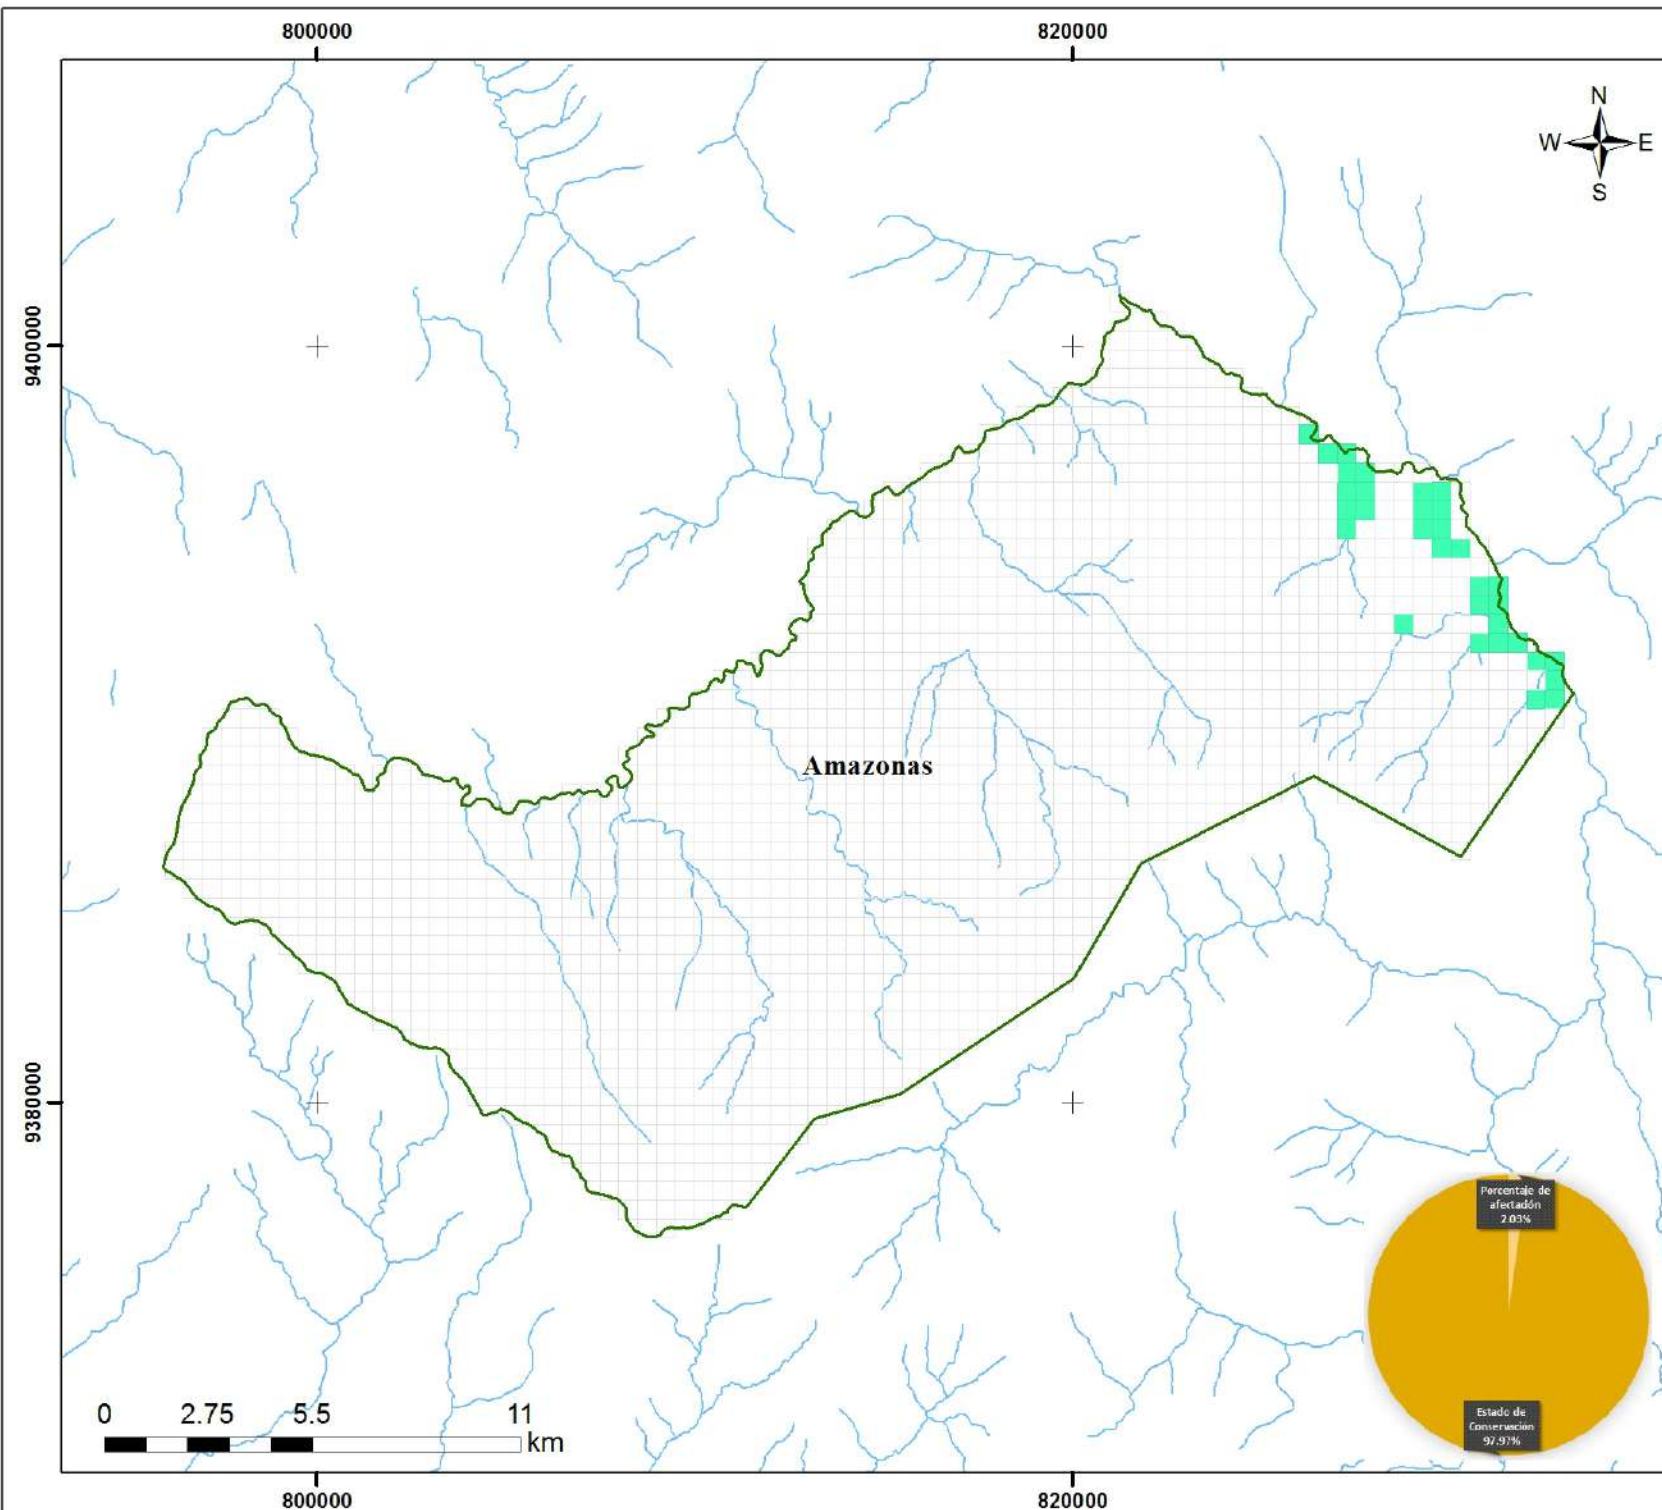 800000 820000
N
W E
S
9400000
Amazonas
9380000
Porcentaje de
afectación
2.03%
Estado de
Conservación
97.97%
0 2.75 5.5 11
km
800000 820000